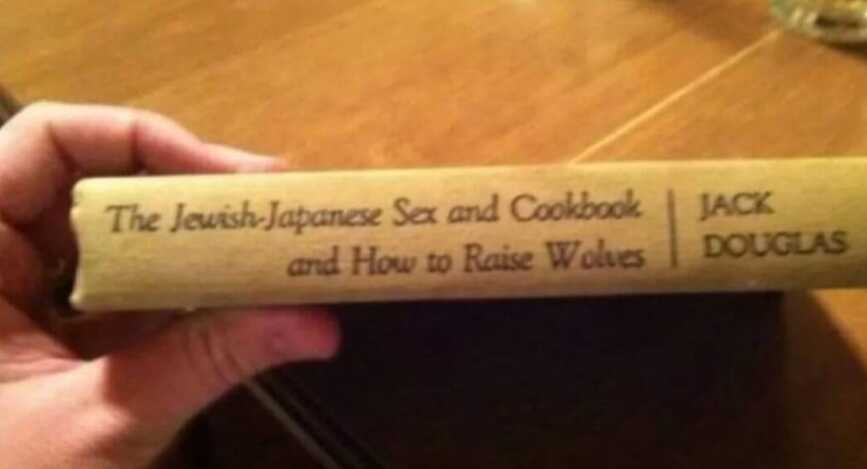 The Jewish-Japanese Sex and Cookbook
and How to Raise Wolves
JACK
DOUGLAS